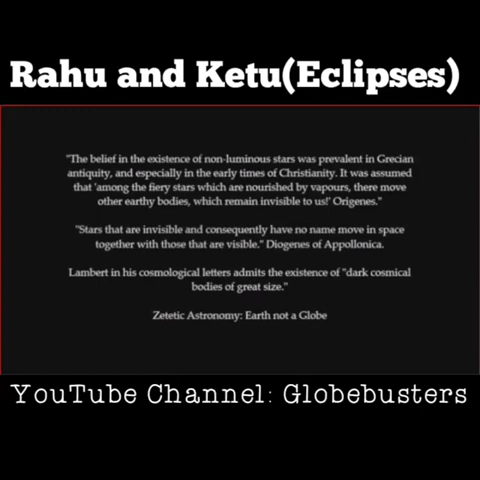 Rahu and Ketu(Eclipses)
"The belief in the existence of non-luminous stars was prevalent in Grecian
antiquity, and especially in the early times of Christianity. It was assumed
that 'among the fiery stars which are nourished by vapours, there move
other earthy bodies, which remain invisible to us!' Origenes."
"Stars that are invisible and consequently have no name move in space
together with those that are visible." Diogenes of Appollonica.
Lambert in his cosmological letters admits the existence of "dark cosmical
bodies of great size."
Zetetic Astronomy: Earth not a Globe
YouTube Channel: Globebusters